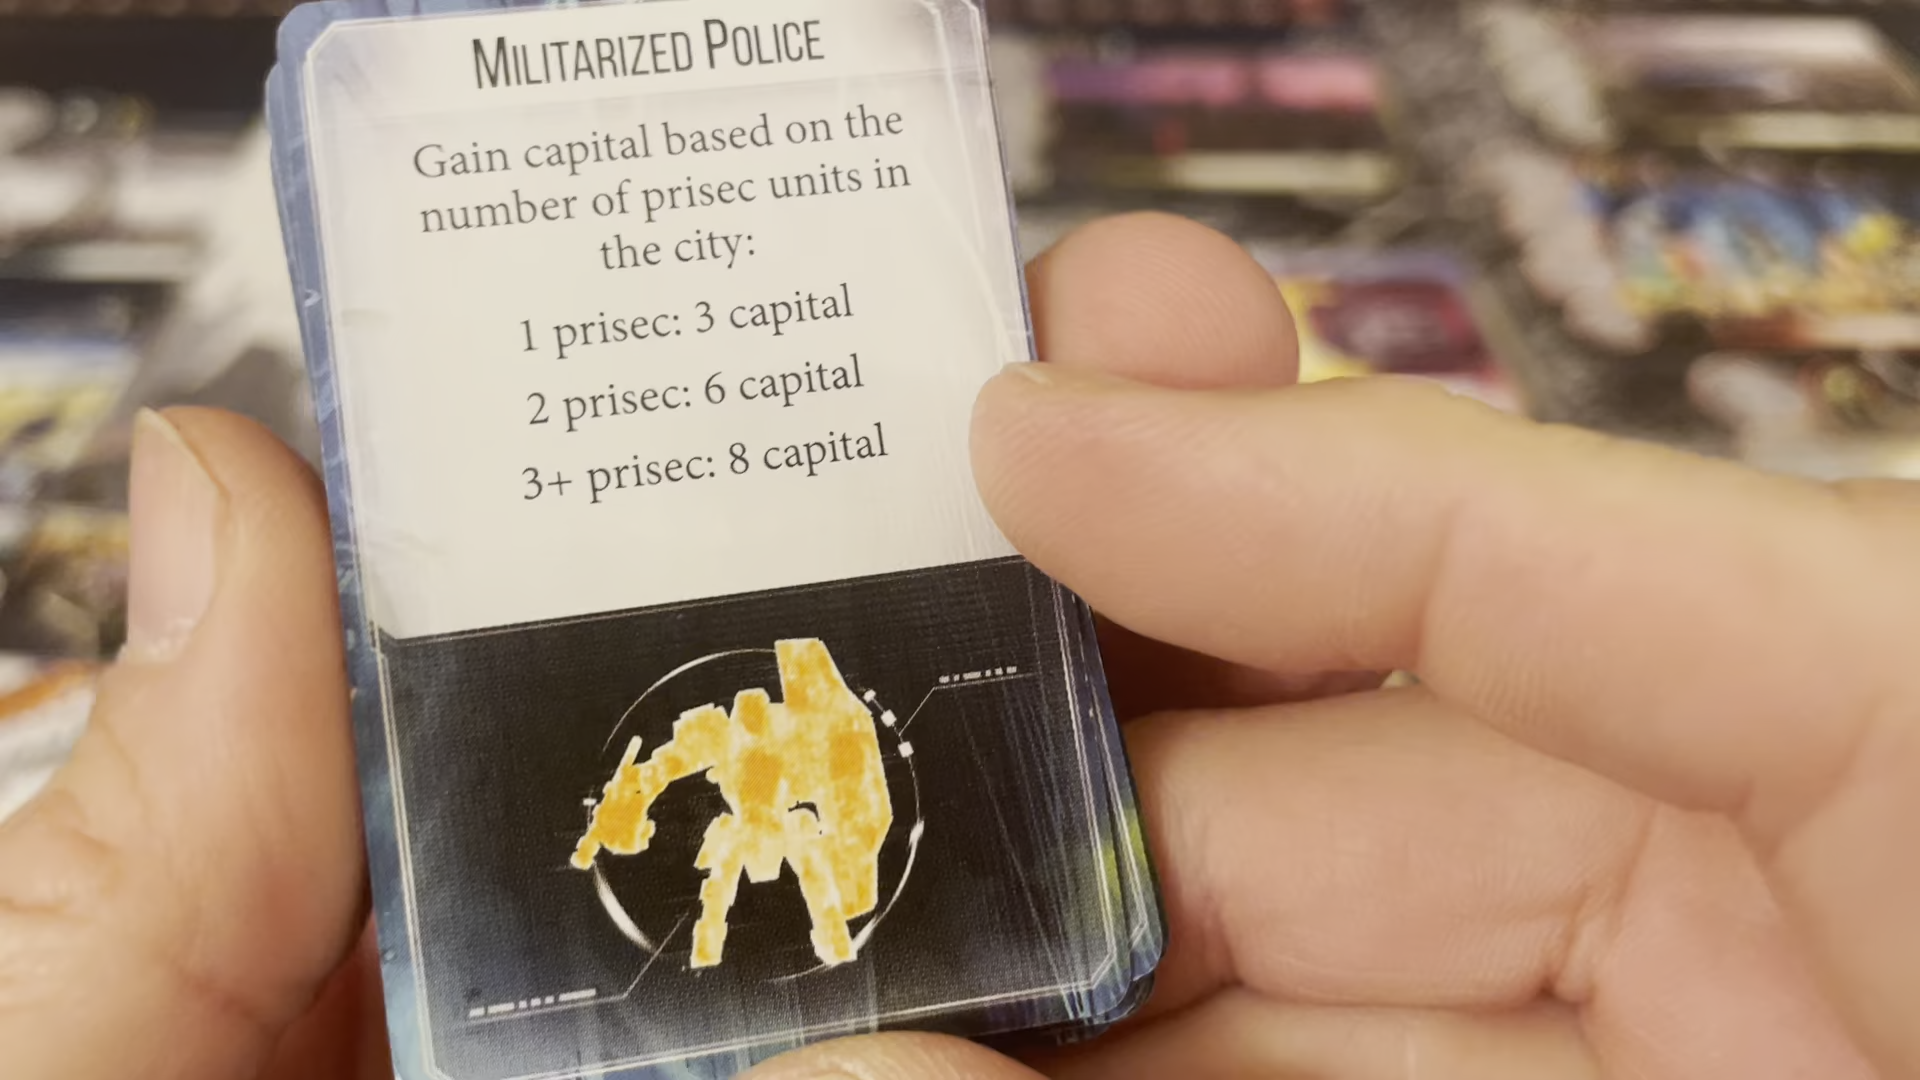 MILITARIZED POLICE
Gain capital based on the
number of prisec units in
the city:
1 prisec: 3 capital
2 prisec: 6 capital
3+ prisec: 8 capital